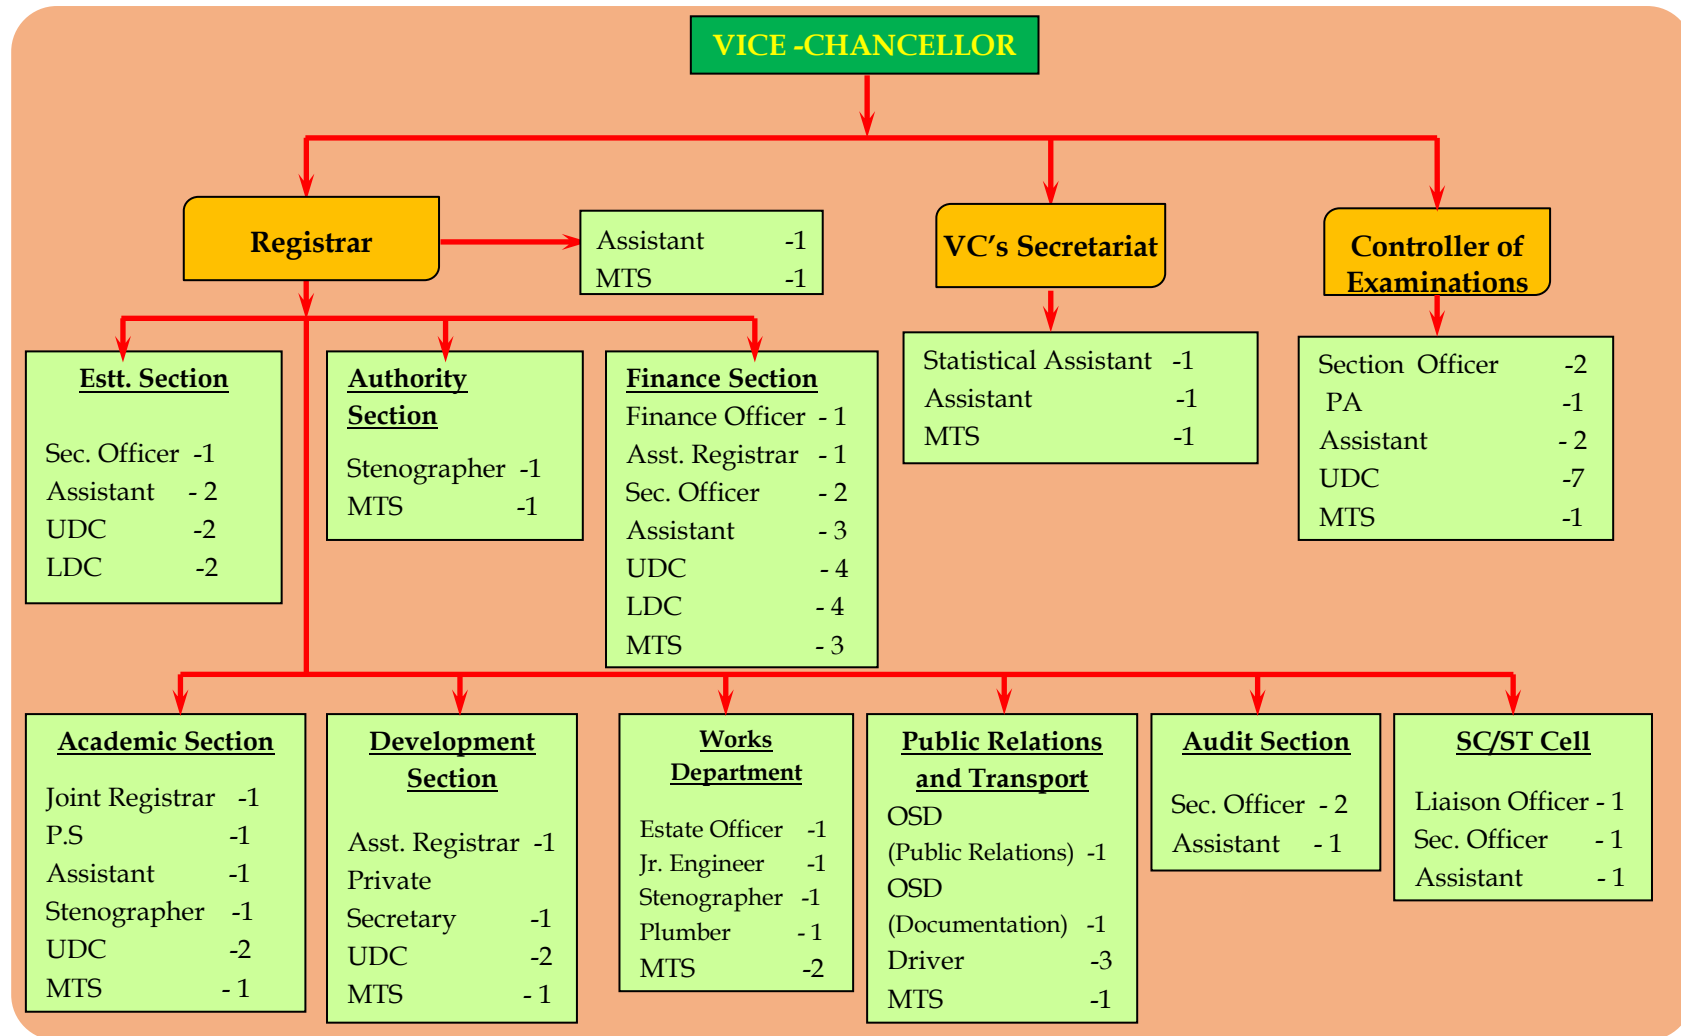 VICE -CHANCELLOR
Registrar
Assistant -1
MTS -1
VC’s Secretariat
Controller of
Examinations
Estt. Section
Sec. Officer -1
Assistant - 2
UDC -2
LDC -2
Authority
Section
Stenographer -1
MTS -1
Finance Section
Finance Officer - 1
Asst. Registrar - 1
Sec. Officer - 2
Assistant - 3
UDC - 4
LDC - 4
MTS - 3
Statistical Assistant -1
Assistant -1
MTS -1
Section Officer -2
PA -1
Assistant - 2
UDC -7
MTS -1
Academic Section
Joint Registrar -1
P.S -1
Assistant -1
Stenographer -1
UDC -2
MTS - 1
Development
Section
Asst. Registrar -1
Private
Secretary -1
UDC -2
MTS - 1
Works
Department
Estate Officer -1
Jr. Engineer -1
Stenographer -1
Plumber - 1
MTS -2
Public Relations
and Transport
OSD
(Public Relations) -1
OSD
(Documentation) -1
Driver -3
MTS -1
Audit Section
Sec. Officer - 2
Assistant - 1
SC/ST Cell
Liaison Officer - 1
Sec. Officer - 1
Assistant - 1